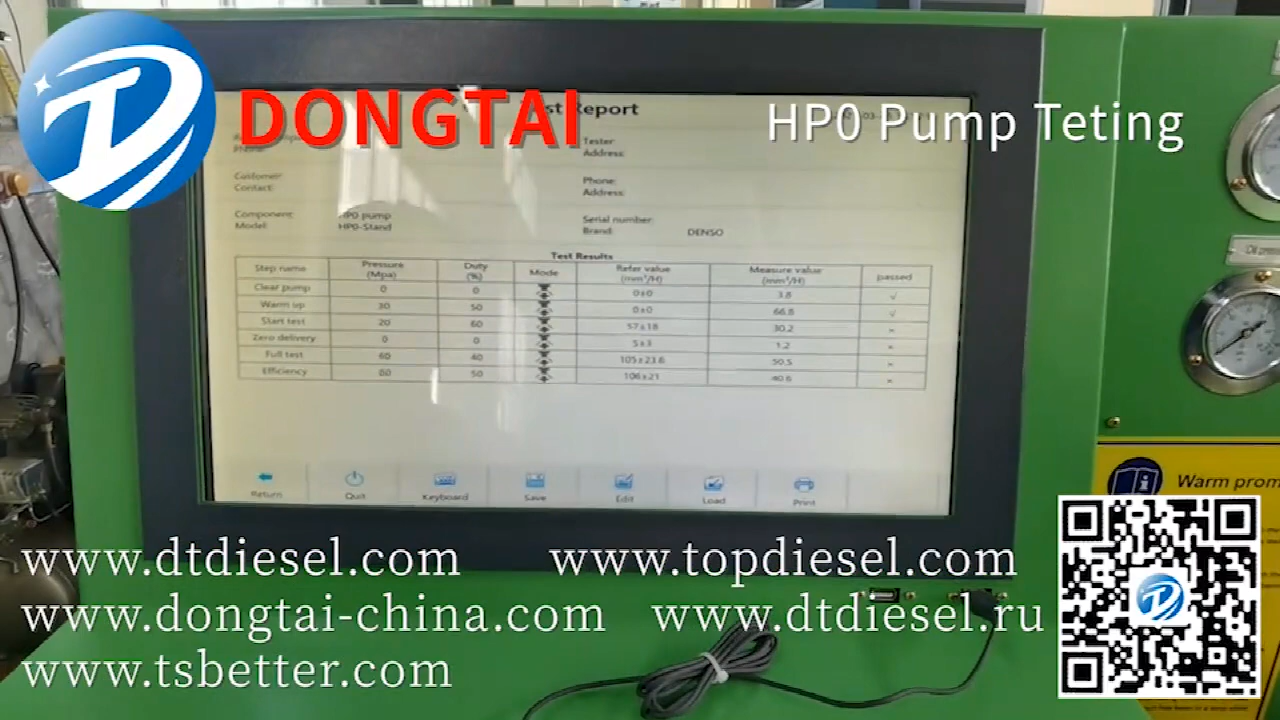 DONGTAI
HP0 Pump Teting
Test Report
Tester:
Address:
Phone:
Customer:
Contact:
Phone:
Address:
Component: HP0 pump
Model: HP0-Stand
Serial number:
Brand: DENSO
Test Results
Step name Pressure (Mpa) Duty (%) Mode Refer value (mm³/H) Measure value (mm³/H) passed
Clear pump 0 0 0±0 3.8 √
Warm up 30 50 0±0 66.8 √
Start test 20 60 57±18 30.2 ×
Zero delivery 0 0 5±3 1.2 ×
Full test 60 40 105±23.6 50.5 ×
Efficiency 60 50 106±21 40.6 ×
Return Quit Keyboard Save Edit Load Print
Warm prom
www.dtdiesel.com www.topdiesel.com
www.dongtai-china.com www.dtdiesel.ru
www.tsbetter.com